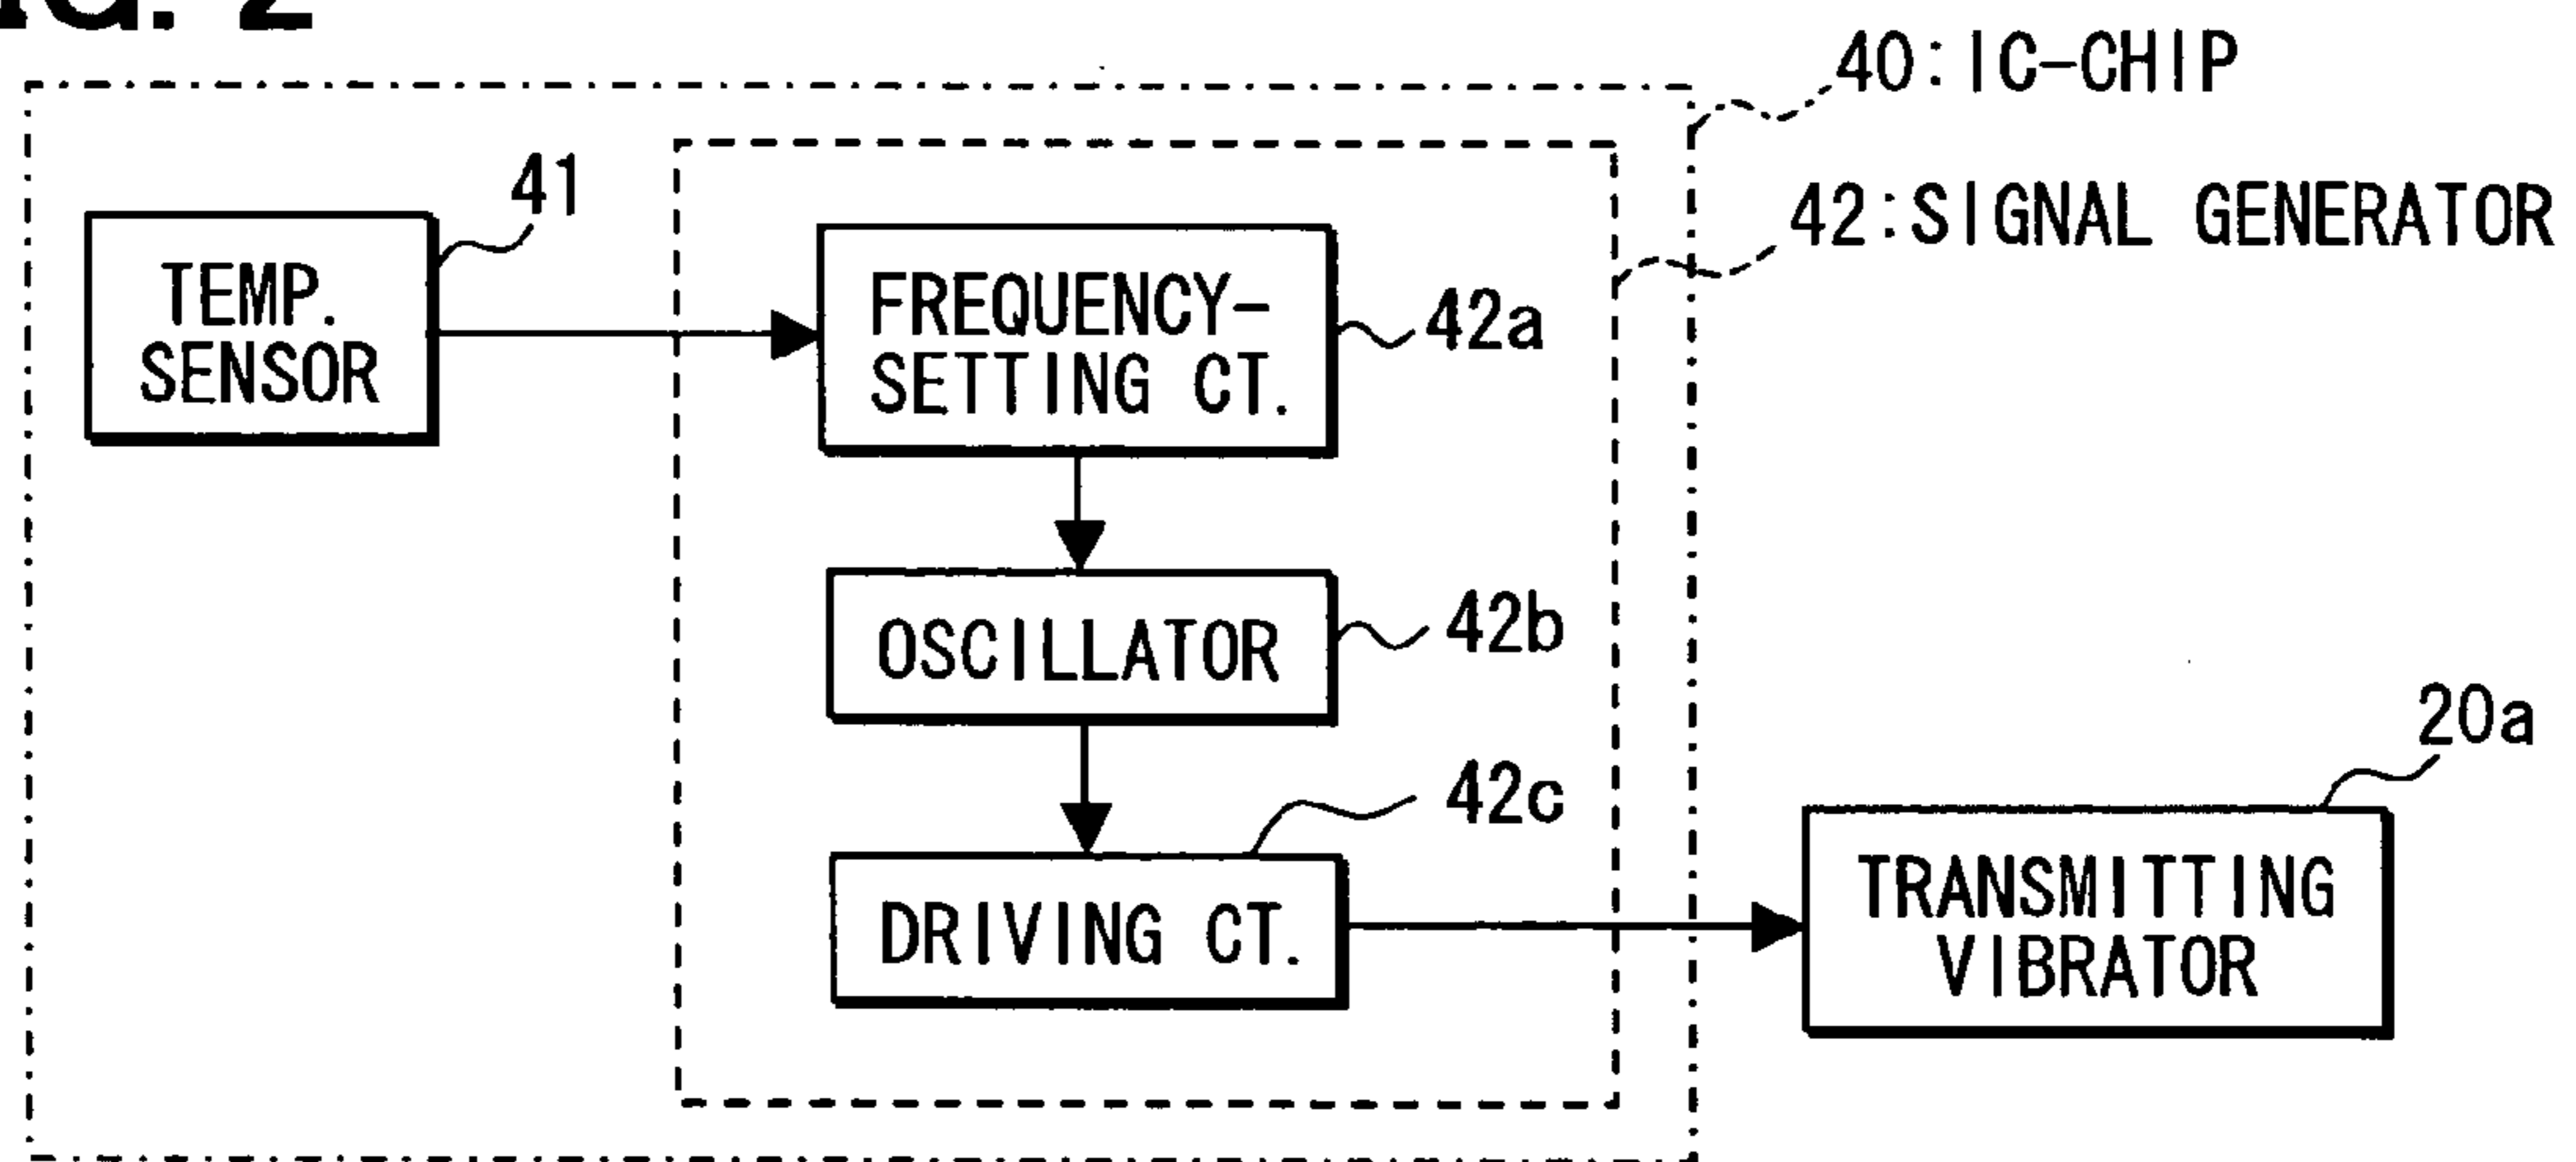 40:IC-CHIP
42:SIGNAL GENERATOR
41
TEMP.
SENSOR
FREQUENCY-
SETTING CT.
42a
OSCILLATOR
42b
42c
DRIVING CT.
20a
TRANSMITTING
VIBRATOR